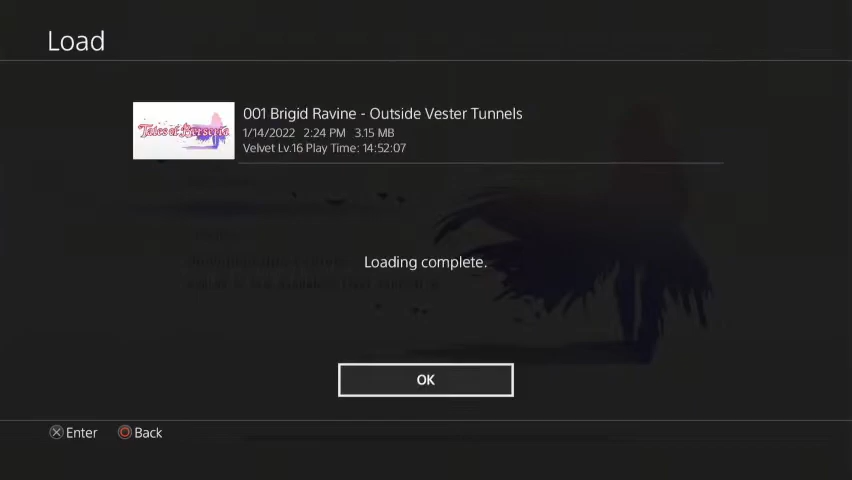 Load
Tales of Berseria
001 Brigid Ravine - Outside Vester Tunnels
1/14/2022 2:24 PM 3.15 MB
Velvet Lv.16 Play Time: 14:52:07
Loading complete.
OK
Enter
Back